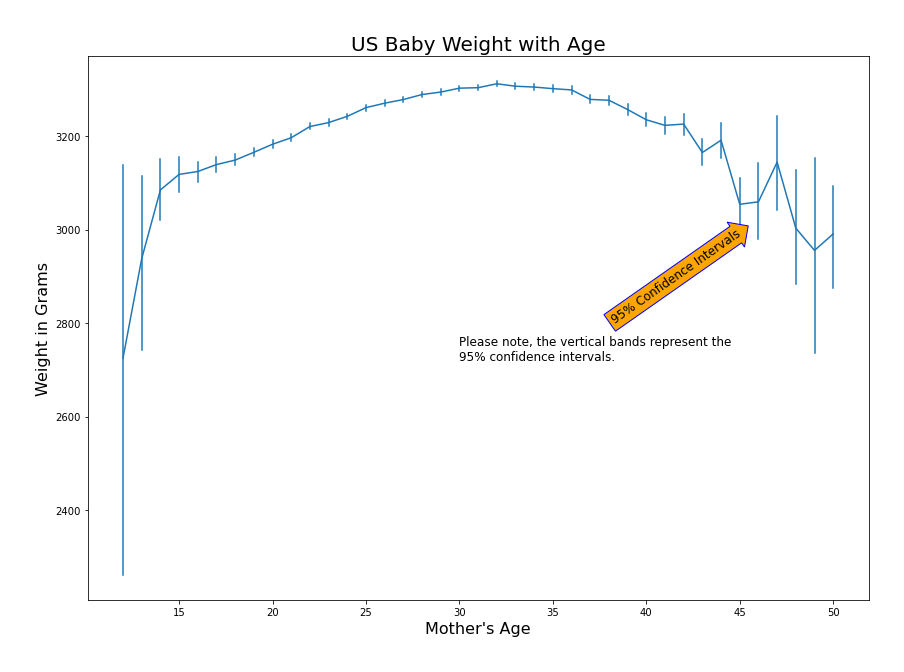 US Baby Weight with Age
Weight in Grams
3200
3000
2800
2600
2400
95% Confidence Intervals
Please note, the vertical bands represent the
95% confidence intervals.
15 20 25 30 35 40 45 50
Mother's Age